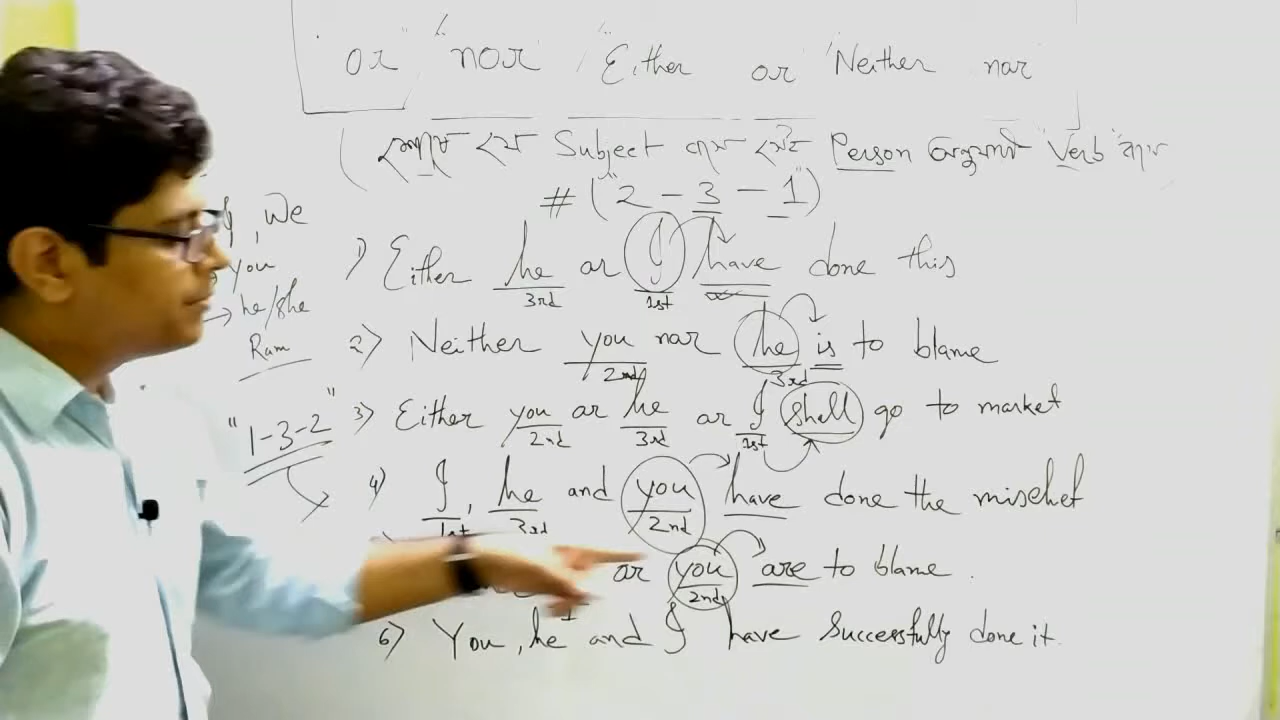 "or" "nor" "Either or Neither nor
Subject Person অনুযায়ী "Verb"
# ("2 - 3 - 1")
I, we
you
→ he/she
Ram
"1-3-2"
1) Either he or I have done this
3rd 1st
2) Neither you nor he is to blame
2nd 3rd
3) Either you or he or I shall go to market
2nd 3rd 1st
4) I, he and you have done the mischief
1st 3rd 2nd
or you are to blame.
2nd
6) You, he and I have successfully done it.